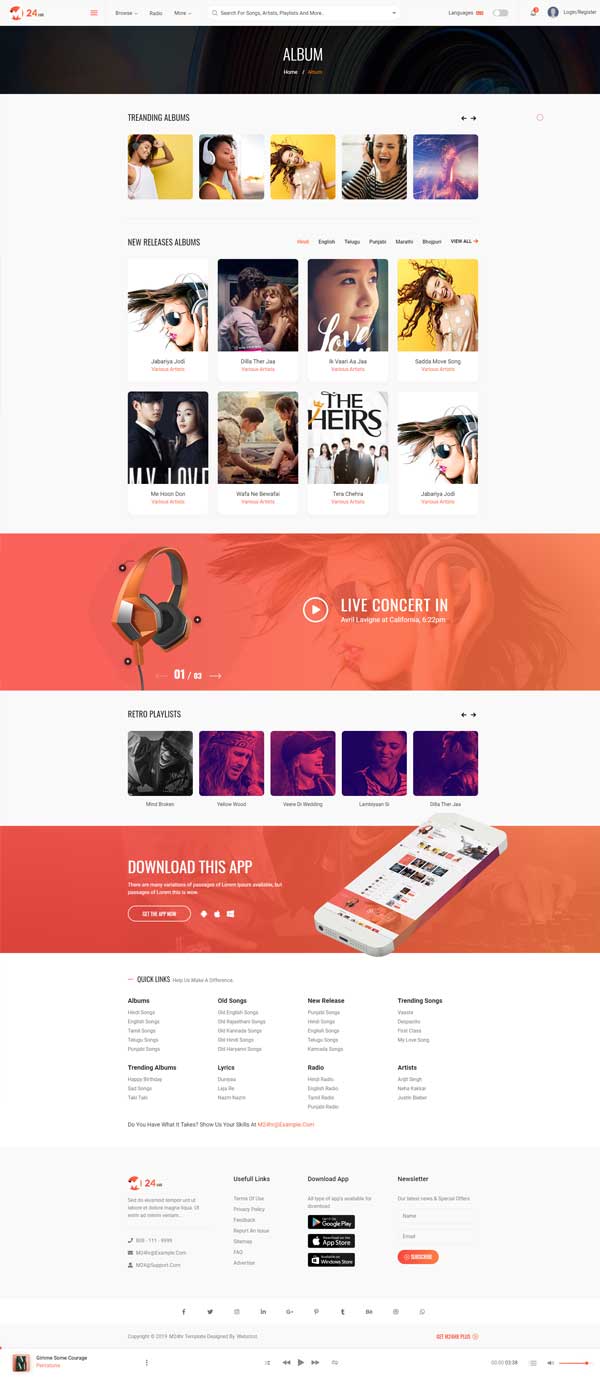 24 HR
Browse Radio More
Search For Songs, Artists, Playlists And More..
Languages
Login/Register
ALBUM
Home / Album
TREANDING ALBUMS
NEW RELEASES ALBUMS
Hindi English Telugu Punjabi Marathi Bhojpuri VIEW ALL
Love
Jabariya Jodi
Various Artists
Dilla Ther Jaa
Various Artists
Ik Vaari Aa Jaa
Various Artists
Sadda Move Song
Various Artists
MY LOVE
THE HEIRS
Me Hoon Don
Various Artists
Wafa Ne Bewafai
Various Artists
Tera Chehra
Various Artists
Jabariya Jodi
Various Artists
LIVE CONCERT IN
Avril Lavigne at California, 6:22pm
01 / 03
RETRO PLAYLISTS
Mind Broken
Yellow Wood
Veere Di Wedding
Lambiyaan Si
Dilla Ther Jaa
DOWNLOAD THIS APP
There are many variations of passages of Lorem Ipsum available, but
passages of Lorem this is wow.
GET THE APP NOW
QUICK LINKS Help Us Make A Difference.
Albums
Hindi Songs
English Songs
Tamil Songs
Telugu Songs
Punjabi Songs
Old Songs
Old English Songs
Old Rajasthani Songs
Old Kannada Songs
Old Hindi Songs
Old Haryanvi Songs
New Release
Punjabi Songs
Hindi Songs
English Songs
Telugu Songs
Kannada Songs
Trending Songs
Vaaste
Despacito
First Class
My Love Song
Trending Albums
Happy Birthday
Sad Songs
Taki Taki
Lyrics
Duniyaa
Leja Re
Nazm Nazm
Radio
Hindi Radio
English Radio
Tamil Radio
Punjabi Radio
Artists
Arijit Singh
Neha Kakkar
Justin Bieber
Do You Have What It Takes? Show Us Your Skills At M24hr@Example.Com
24 HR
Sed do eiusmod tempor unt ut
labore et dolore magna liqua. Ut
enim ad minim veniam..
808 - 111 - 9999
M24hr@Example.Com
M24@Support.Com
Usefull Links
Terms Of Use
Privacy Policy
Feedback
Report An Issue
Sitemap
FAQ
Advertise
Download App
All type of app's available for
download
Google Play
App Store
Windows Store
Newsletter
Our latest news & Special Offers
Name
Email
SUBSCRIBE
Copyright © 2019 M24hr Template Designed By Webstrot.
GET M24HR PLUS
Gimme Some Courage
Pentatonix
00:00 03:38